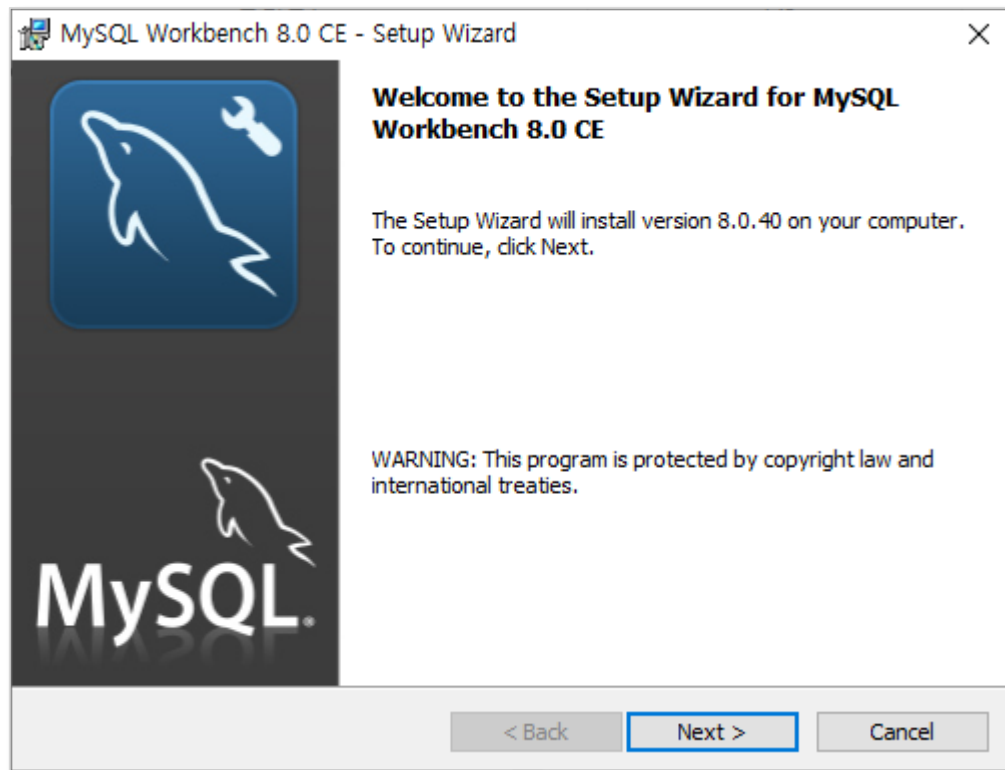 MySQL Workbench 8.0 CE - Setup Wizard
Welcome to the Setup Wizard for MySQL
Workbench 8.0 CE
The Setup Wizard will install version 8.0.40 on your computer.
To continue, click Next.
WARNING: This program is protected by copyright law and
international treaties.
MySQL®
< Back
Next >
Cancel